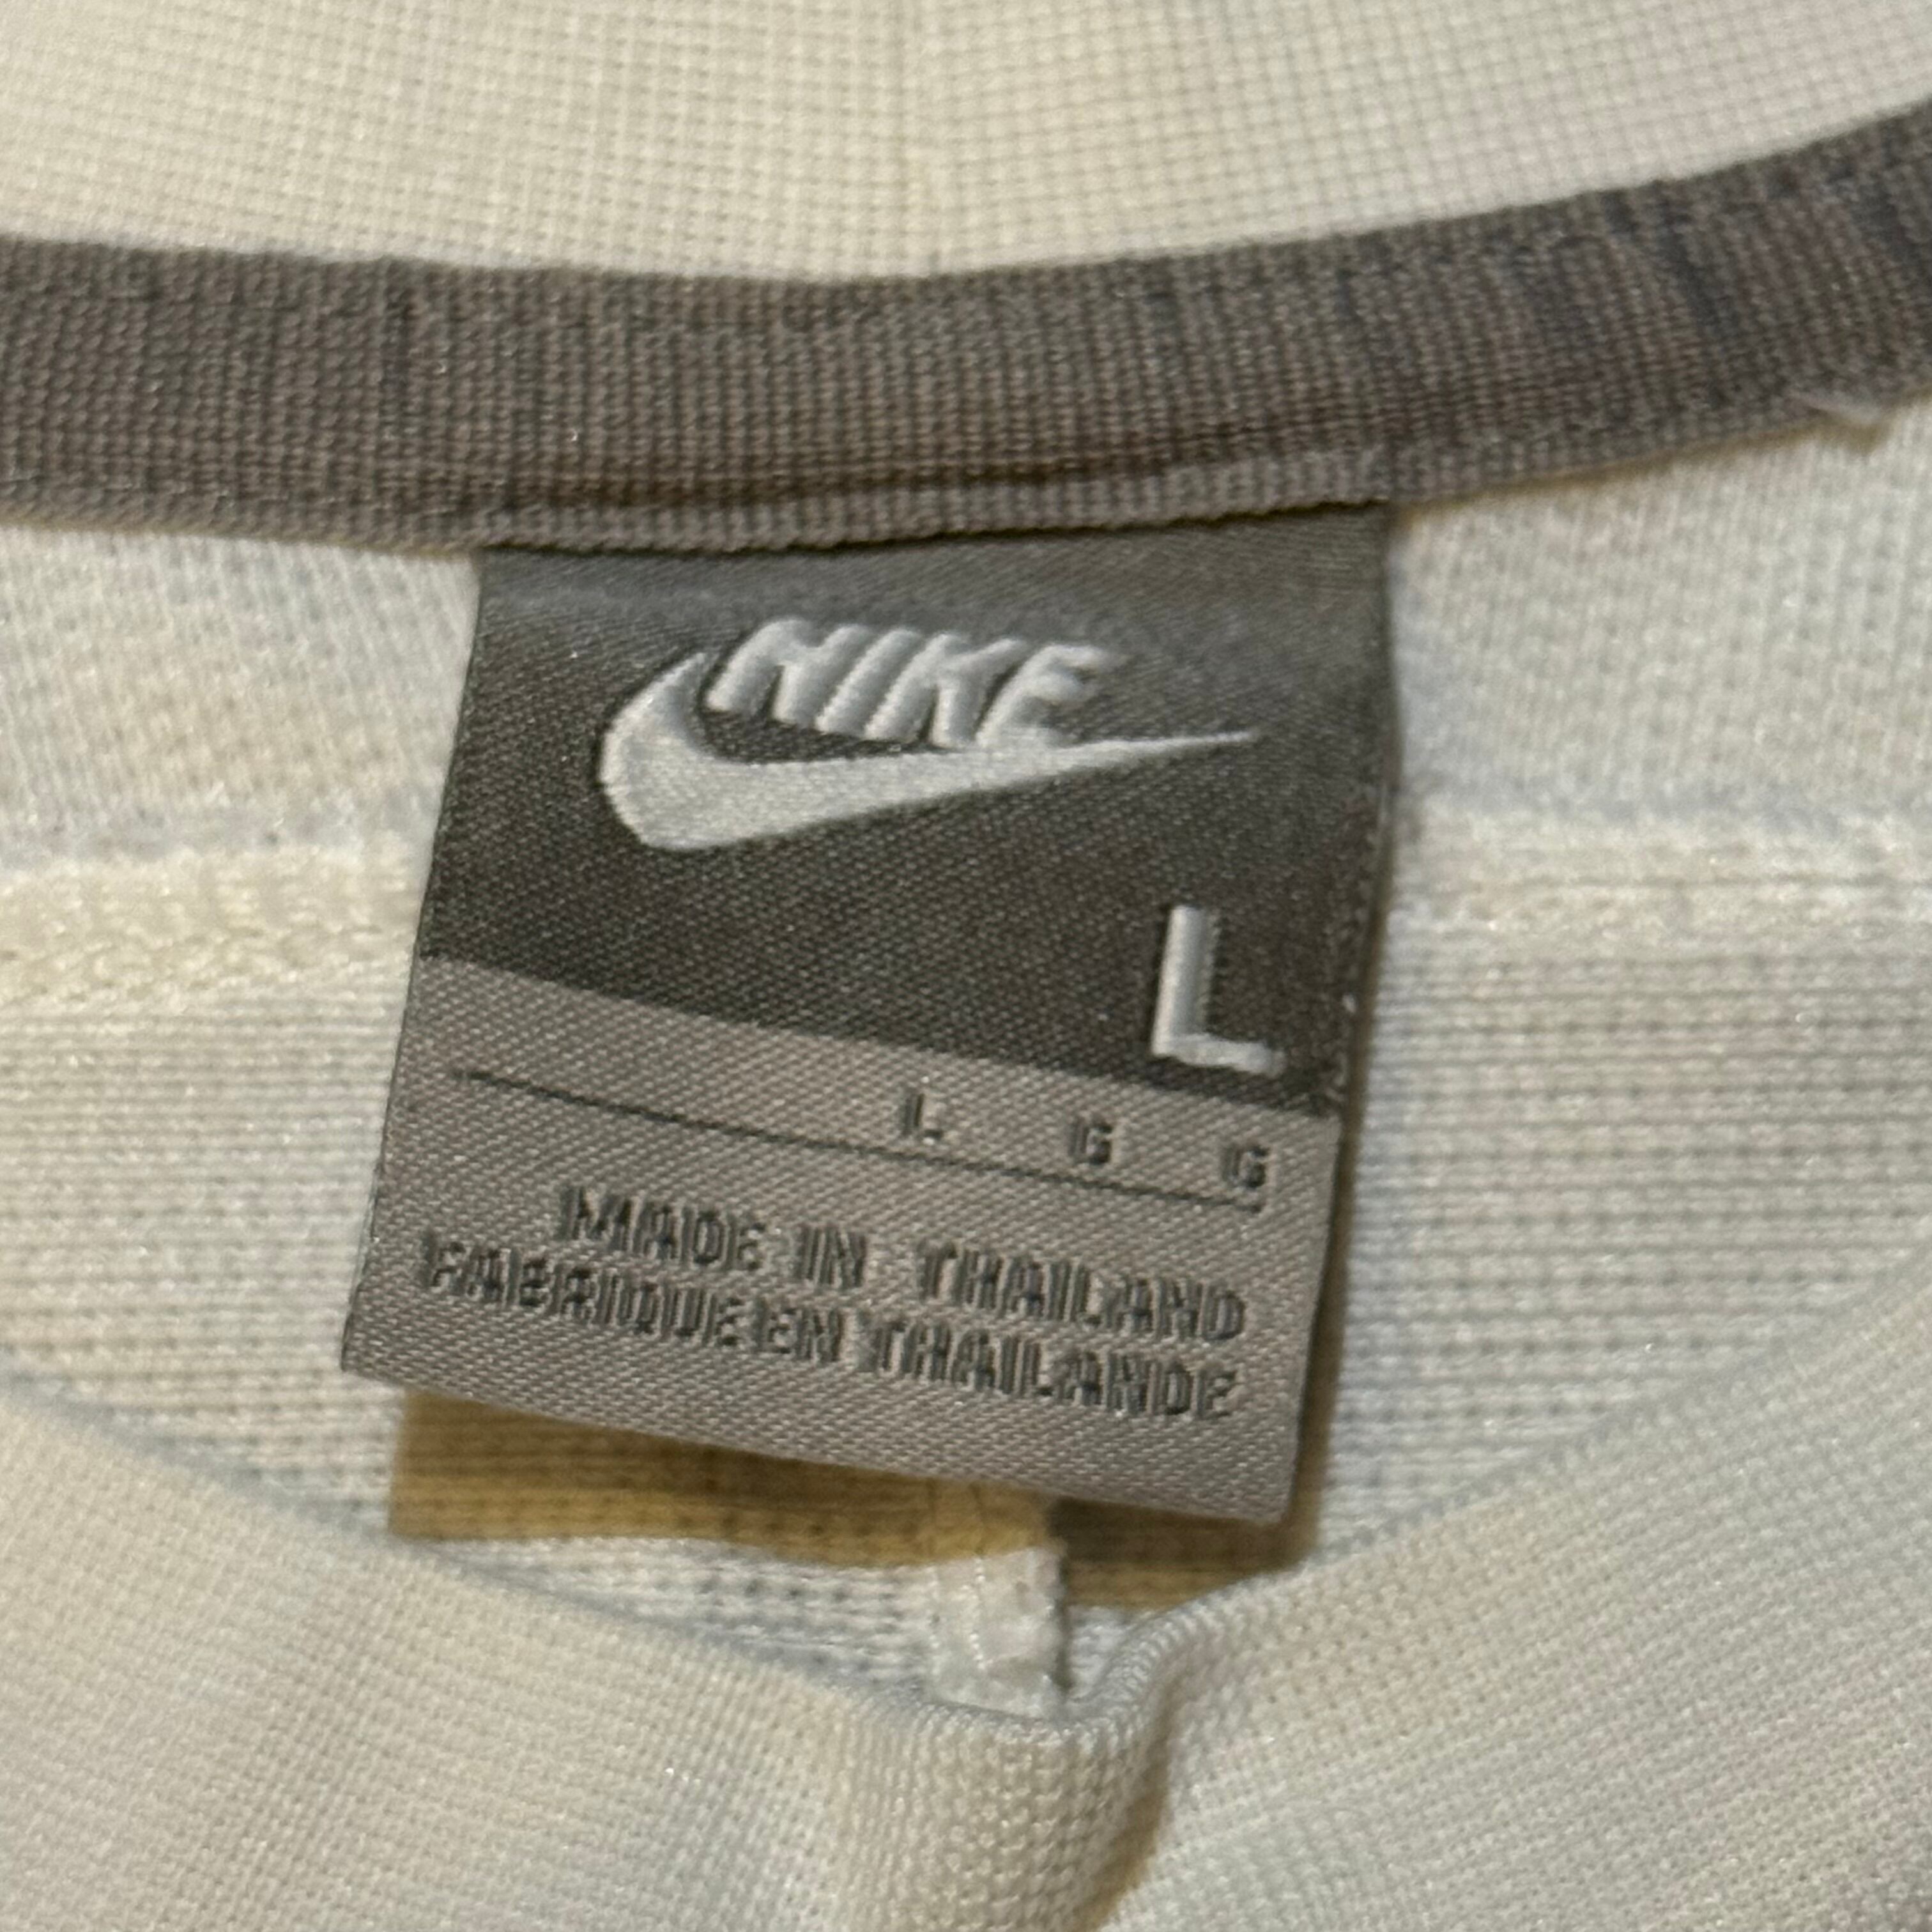 NIKE
L
L G G
MADE IN THAILAND
FABRIQUE EN THAILANDE